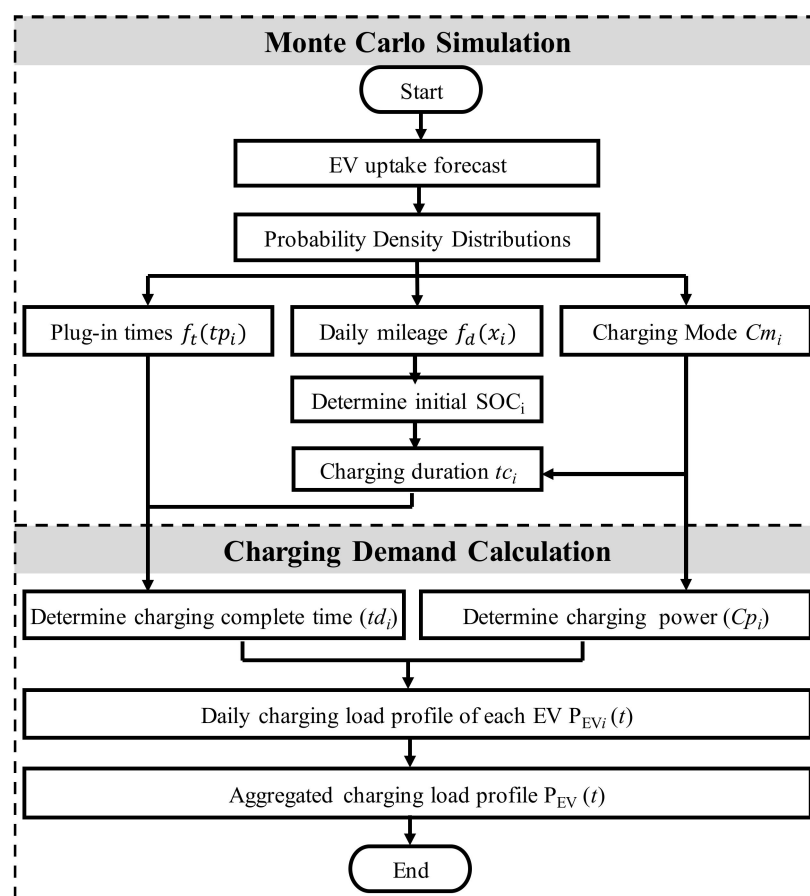 Monte Carlo Simulation
Start
EV uptake forecast
Probability Density Distributions
Plug-in times f_t(tp_i)
Daily mileage f_d(x_i)
Charging Mode Cm_i
Determine initial SOC_i
Charging duration tc_i
Charging Demand Calculation
Determine charging complete time (td_i)
Determine charging power (Cp_i)
Daily charging load profile of each EV P_EVi (t)
Aggregated charging load profile P_EV (t)
End